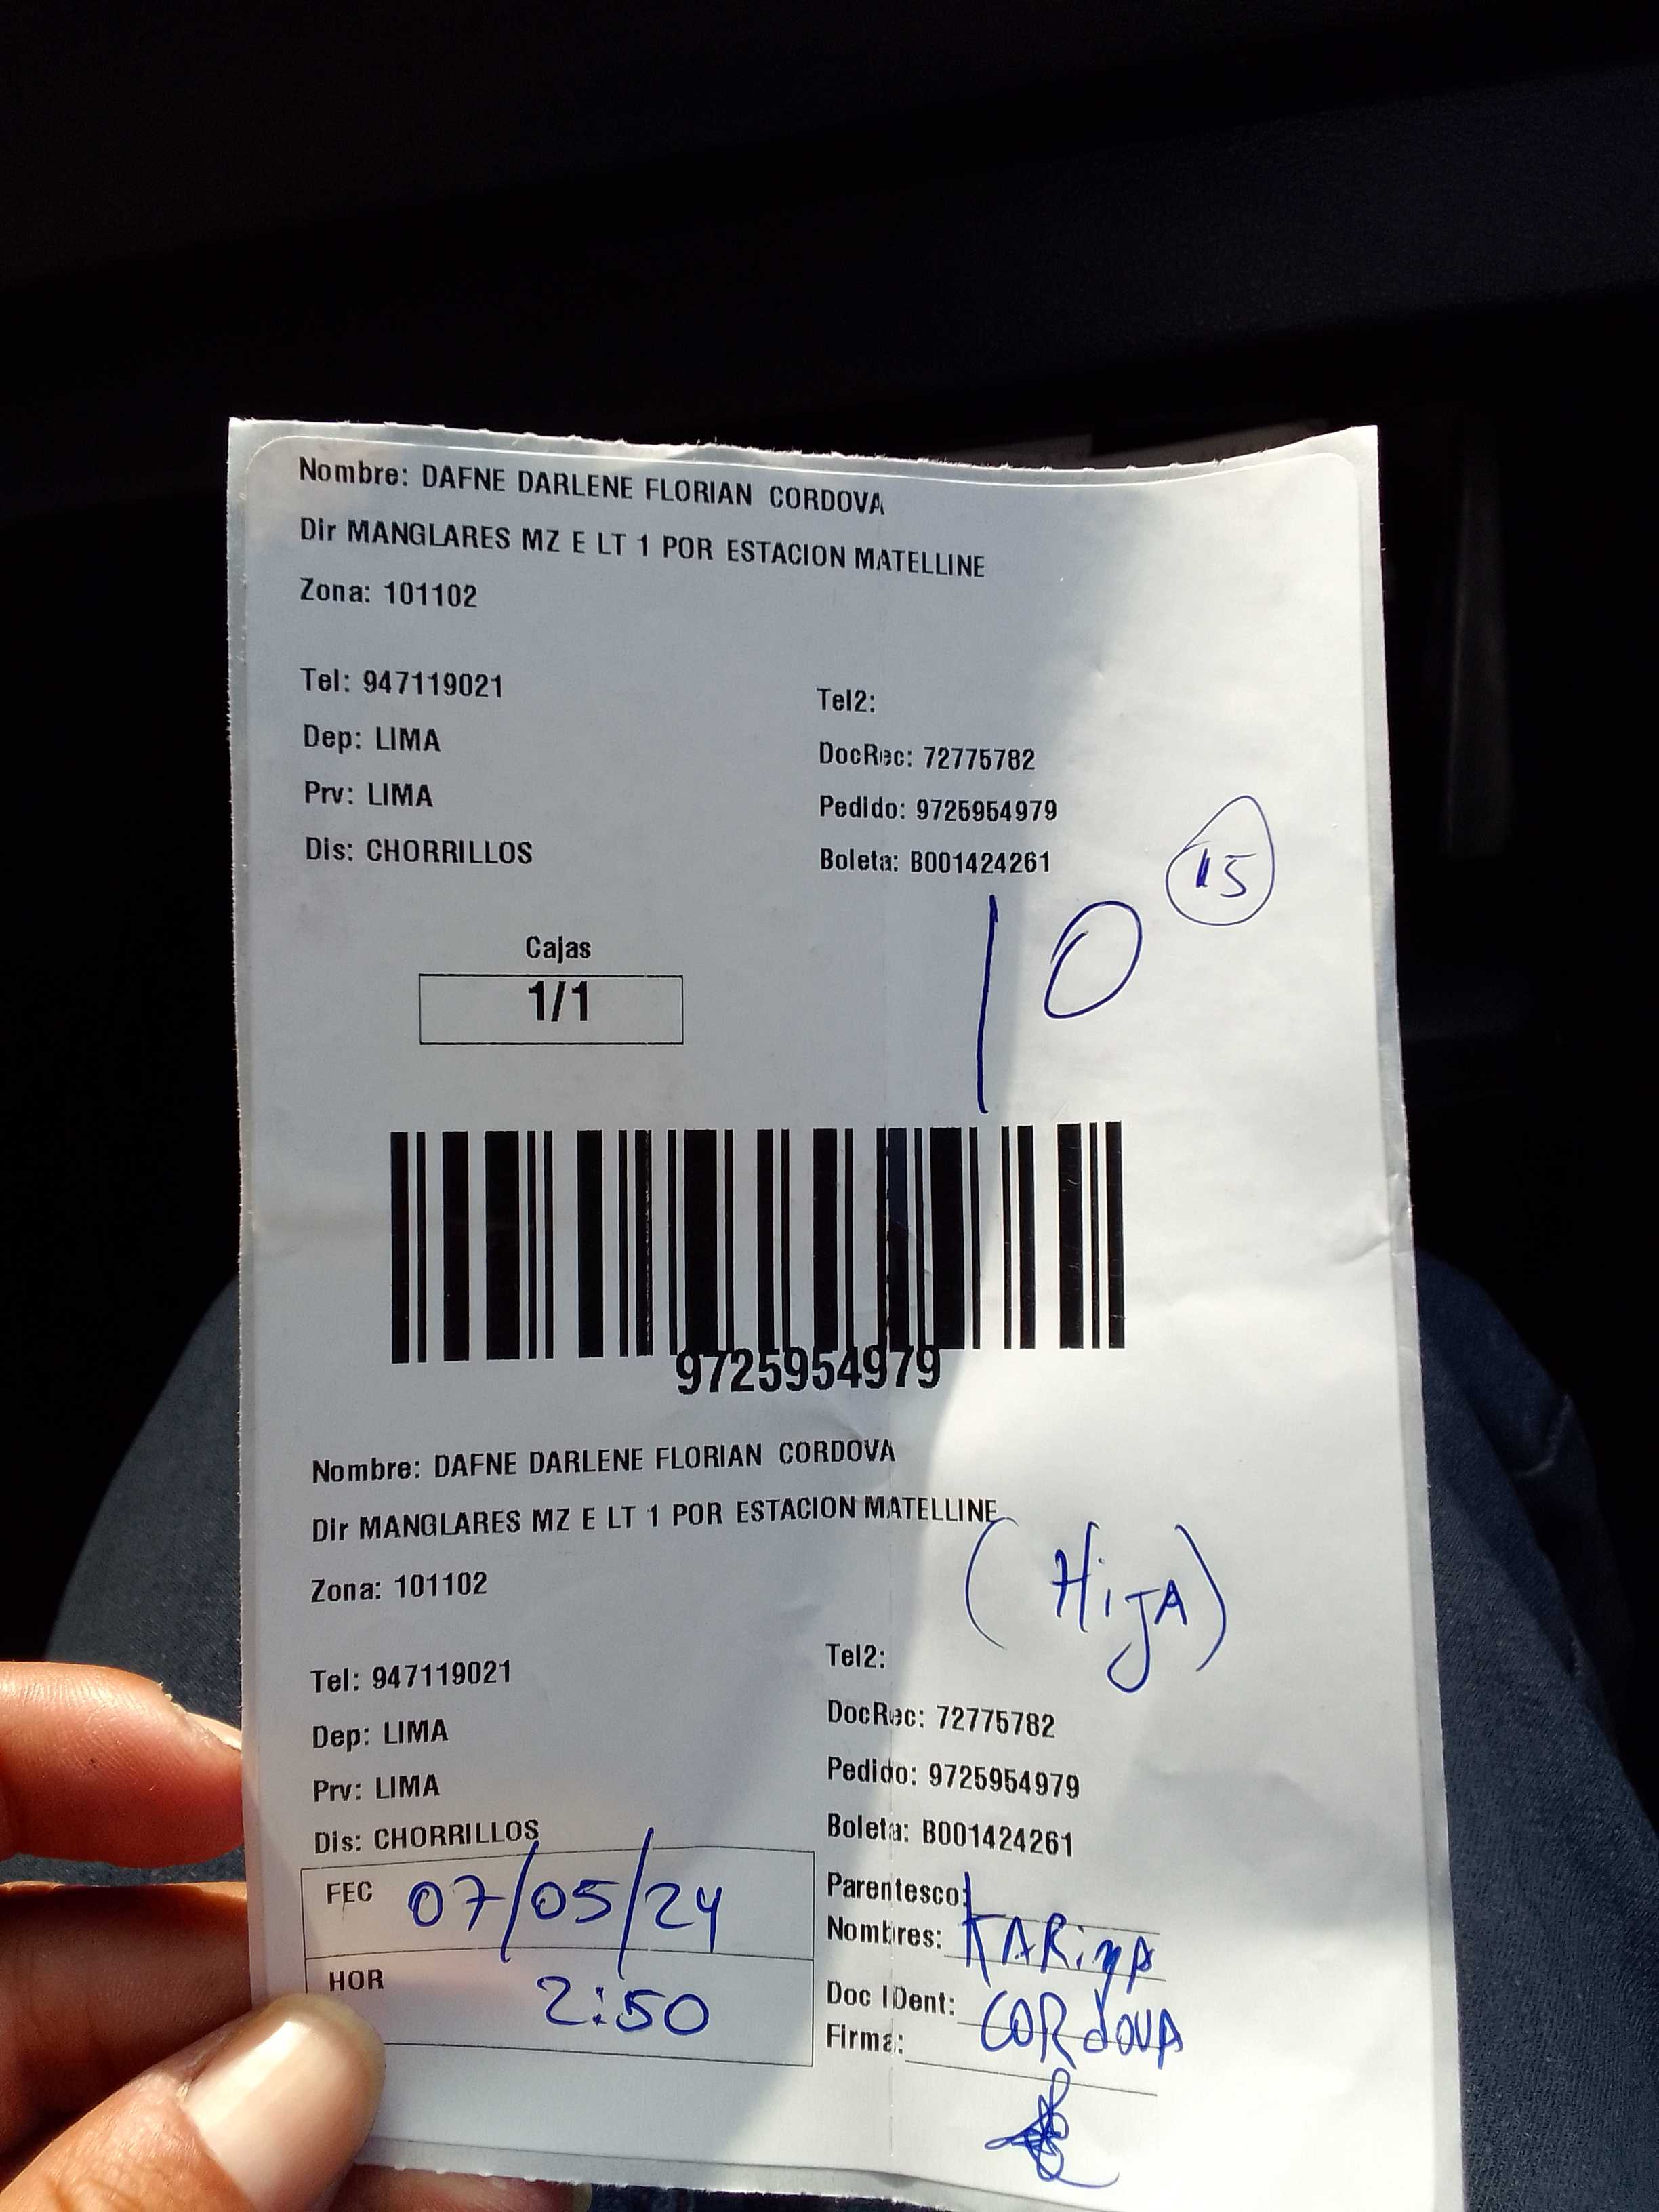 Nombre: DAFNE DARLENE FLORIAN CORDOVA
Dir MANGLARES MZ E LT 1 POR ESTACION MATELLINE
Zona: 101102
Tel: 947119021
Tel2:
Dep: LIMA
DocRec: 72775782
Prv: LIMA
Pedido: 9725954979
Dis: CHORRILLOS
Boleta: B001424261
15
10
Cajas
1/1
9725954979
Nombre: DAFNE DARLENE FLORIAN CORDOVA
Dir MANGLARES MZ E LT 1 POR ESTACION MATELLINE
(HijA)
Zona: 101102
Tel: 947119021
Tel2:
Dep: LIMA
DocRec: 72775782
Prv: LIMA
Pedido: 9725954979
Dis: CHORRILLOS
Boleta: B001424261
FEC 07/05/24
Parentesco:
Nombres: KARinA
HOR 2:50
Doc IDent: CORdOVA
Firma: